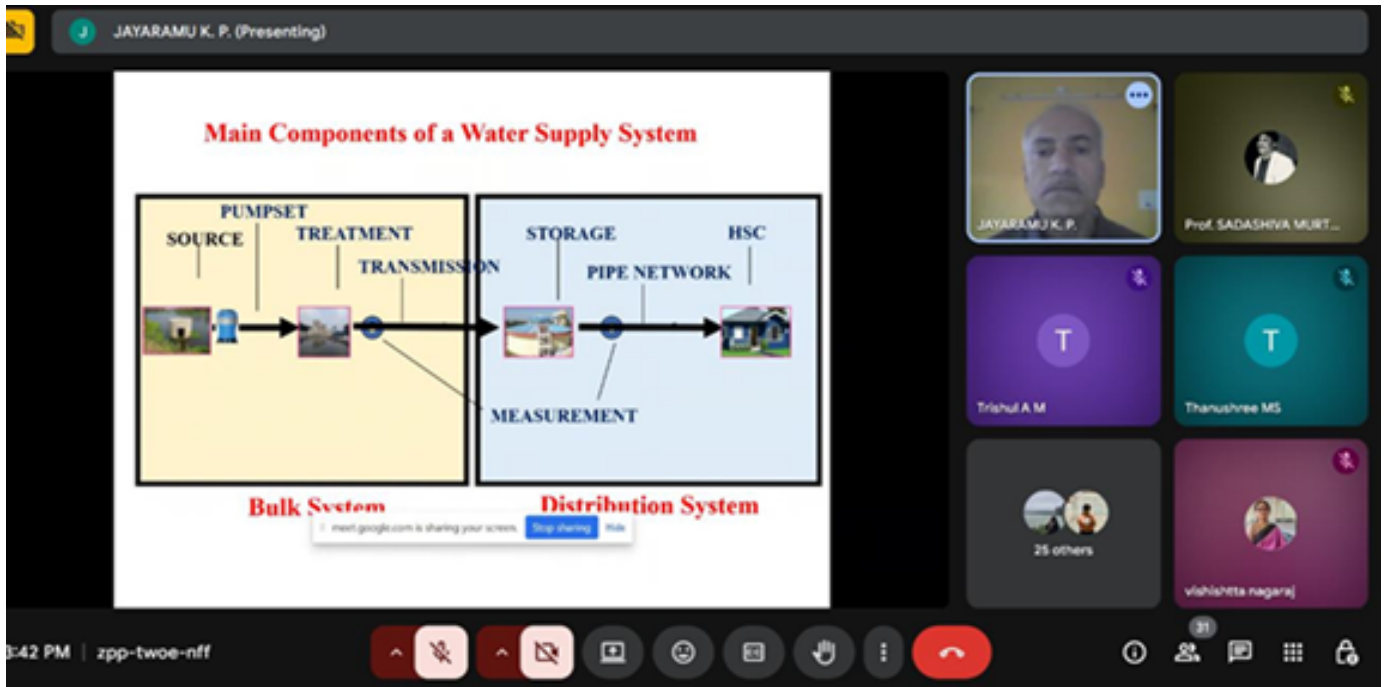 J JAYARAMU K. P. (Presenting)
Main Components of a Water Supply System
PUMPSET
SOURCE
TREATMENT
TRANSMISSION
STORAGE
HSC
PIPE NETWORK
MEASUREMENT
Bulk System
Distribution System
meet.google.com is sharing your screen. Stop sharing Hide
JAYARAMU K. P.
Prof. SADASHIVA MURT...
T
Trishul A M
T
Thanushree MS
25 others
vishishtta nagaraj
3:42 PM | zpp-twoe-nff
31